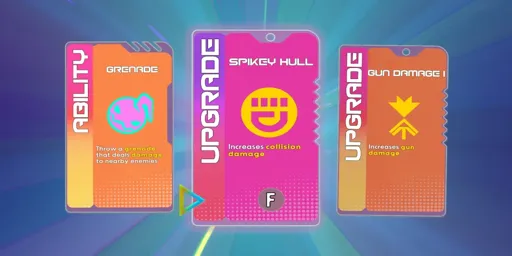 ABILITY
GRENADE
Throw a grenade
that deals damage
to nearby enemies
UPGRADE
SPIKEY HULL
Increases collision
damage
F
UPGRADE
GUN DAMAGE I
Increases gun
damage